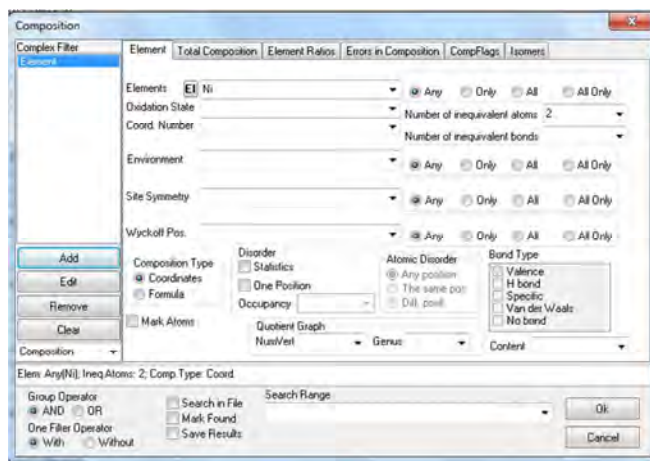 Composition
Complex Filter
Element
Element Total Composition Element Ratios Errors in Composition CompFlags Isomers
Elements El Ni Any Only All All Only
Oxidation State
Number of inequivalent atoms 2
Coord. Number
Number of inequivalent bonds
Environment Any Only All All Only
Site Symmetry Any Only All All Only
Wyckoff Pos. Any Only All All Only
Add
Edit
Remove
Clear
Composition
Composition Type
Coordinates
Formula
Mark Atoms
Disorder
Statistics
One Position
Occupancy
Atomic Disorder
Any position
The same pos
Diff. posit.
Bond Type
Valence
H bond
Specific
Van der Waals
No bond
Quotient Graph
NumVert Genus
Content
Elem: Any(Ni); Ineq.Atoms: 2; Comp.Type: Coord.
Group Operator
AND OR
One Filter Operator
With Without
Search in File
Mark Found
Save Results
Search Range
Ok
Cancel